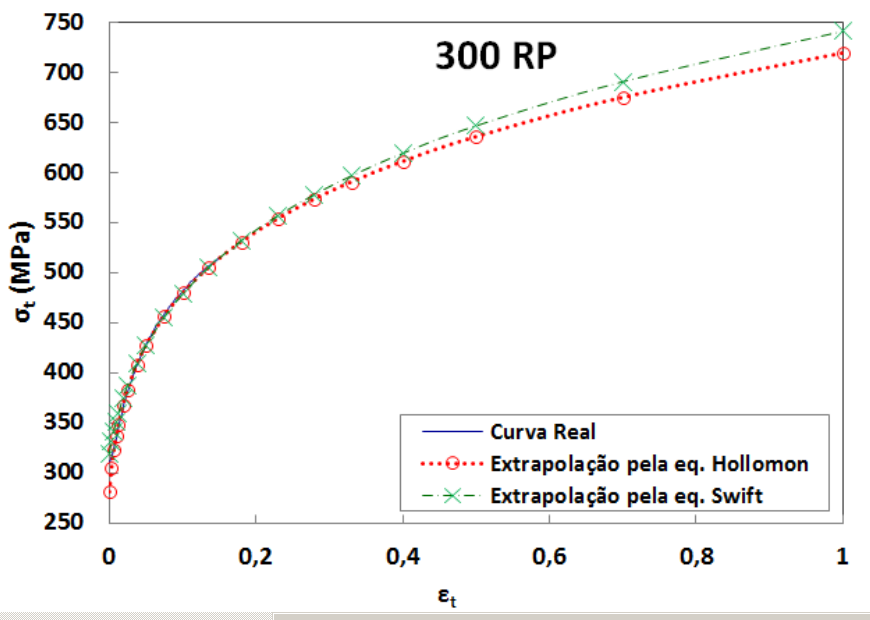 300 RP
750
700
650
600
550
500
450
400
350
300
250
σt (MPa)
Curva Real
Extrapolação pela eq. Hollomon
Extrapolação pela eq. Swift
0
0,2
0,4
0,6
0,8
1
εt